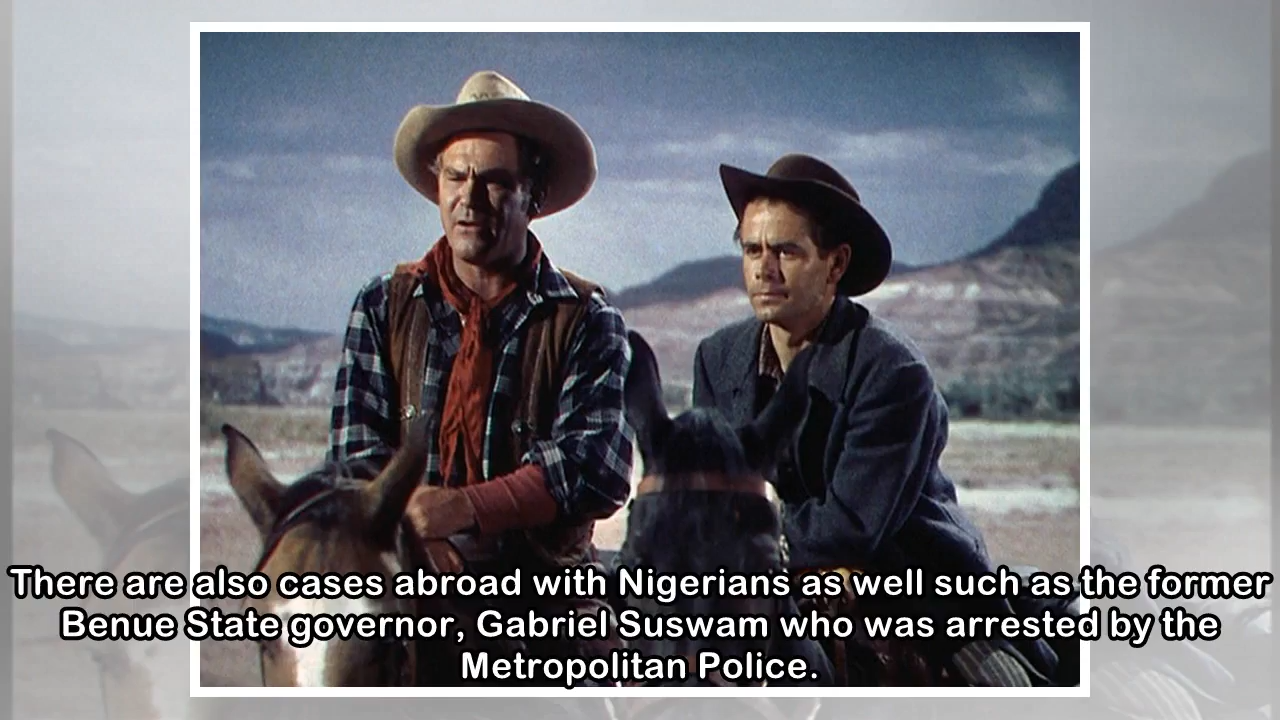 There are also cases abroad with Nigerians as well such as the former
Benue State governor, Gabriel Suswam who was arrested by the
Metropolitan Police.